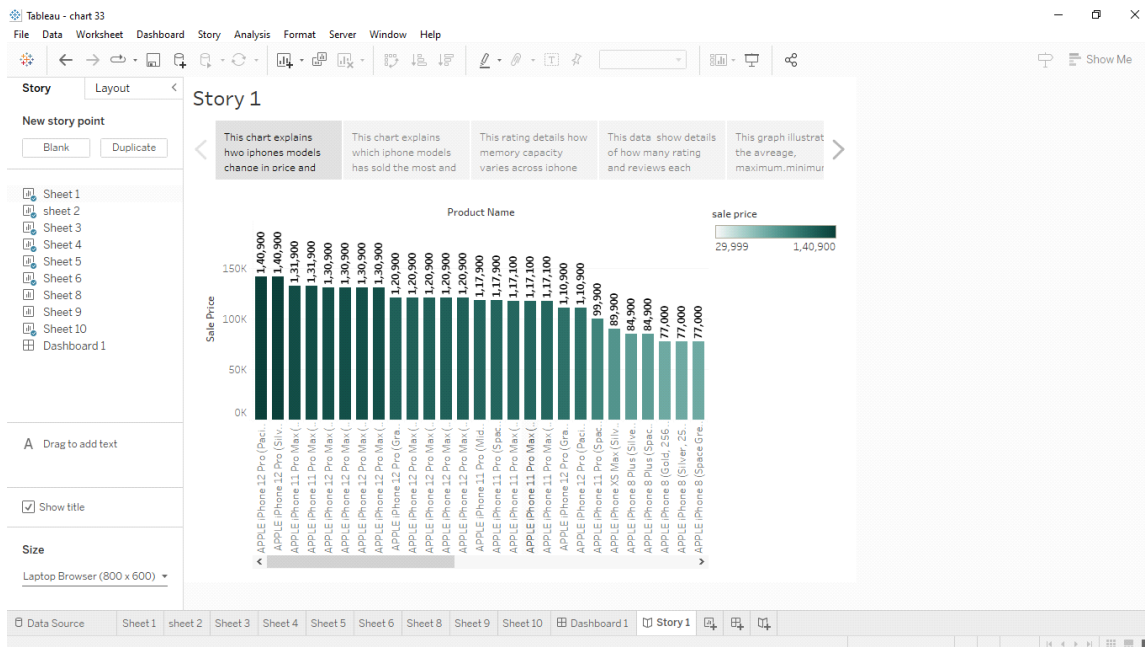 Tableau - chart 33
File Data Worksheet Dashboard Story Analysis Format Server Window Help
Show Me
Story Layout
New story point
Blank Duplicate
Sheet 1
sheet 2
Sheet 3
Sheet 4
Sheet 5
Sheet 6
Sheet 8
Sheet 9
Sheet 10
Dashboard 1
A Drag to add text
Show title
Size
Laptop Browser (800 x 600)
Story 1
This chart explains
hwo iphones models
change in price and
This chart explains
which iphone models
has sold the most and
This rating details how
memory capacity
varies across iphone
This data show details
of how many rating
and reviews each
This graph illustrat
the avreage,
maximum.minimur
Product Name
sale price
29,999 1,40,900
Sale Price
150K
100K
50K
0K
1,40,900
1,40,900
1,31,900
1,31,900
1,30,900
1,30,900
1,30,900
1,30,900
1,20,900
1,20,900
1,20,900
1,20,900
1,20,900
1,17,900
1,17,900
1,17,100
1,17,100
1,17,100
1,10,900
1,10,900
99,900
89,900
84,900
84,900
77,000
77,000
77,000
APPLE iPhone 12 Pro (Paci..
APPLE iPhone 12 Pro (Silv..
APPLE iPhone 11 Pro Max (..
APPLE iPhone 11 Pro Max (..
APPLE iPhone 12 Pro Max (..
APPLE iPhone 12 Pro Max (..
APPLE iPhone 12 Pro Max (..
APPLE iPhone 12 Pro Max (..
APPLE iPhone 12 Pro (Gra..
APPLE iPhone 12 Pro Max (..
APPLE iPhone 12 Pro Max (..
APPLE iPhone 12 Pro Max (..
APPLE iPhone 12 Pro Max (..
APPLE iPhone 11 Pro (Mid..
APPLE iPhone 11 Pro (Spac..
APPLE iPhone 11 Pro Max (..
APPLE iPhone 11 Pro Max (..
APPLE iPhone 11 Pro Max (..
APPLE iPhone 12 Pro (Gra..
APPLE iPhone 12 Pro (Paci..
APPLE iPhone 11 Pro (Spac..
APPLE iPhone XS Max (Silv..
APPLE iPhone 8 Plus (Silve..
APPLE iPhone 8 Plus (Spac..
APPLE iPhone 8 (Gold, 256 ..
APPLE iPhone 8 (Silver, 25..
APPLE iPhone 8 (Space Gre..
Data Source Sheet 1 sheet 2 Sheet 3 Sheet 4 Sheet 5 Sheet 6 Sheet 8 Sheet 9 Sheet 10 Dashboard 1 Story 1